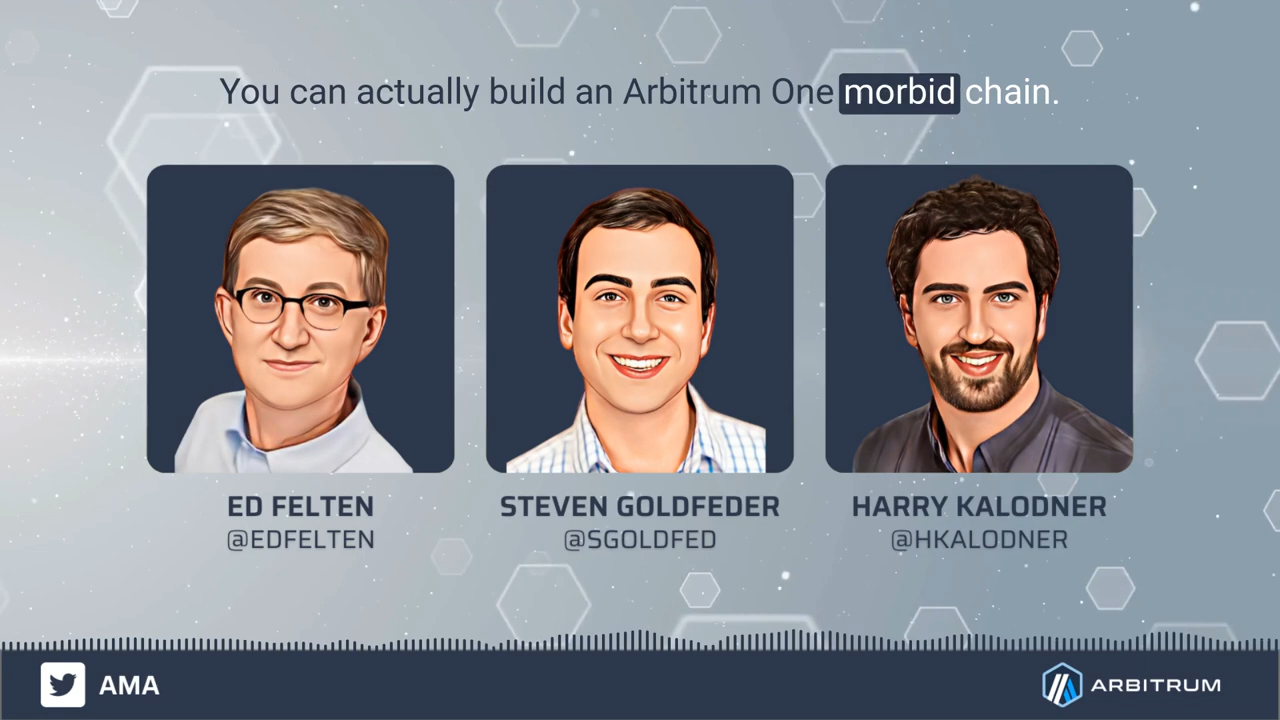 You can actually build an Arbitrum One morbid chain.
ED FELTEN
@EDFELTEN
STEVEN GOLDFEDER
@SGOLDFED
HARRY KALODNER
@HKALODNER
AMA
ARBITRUM